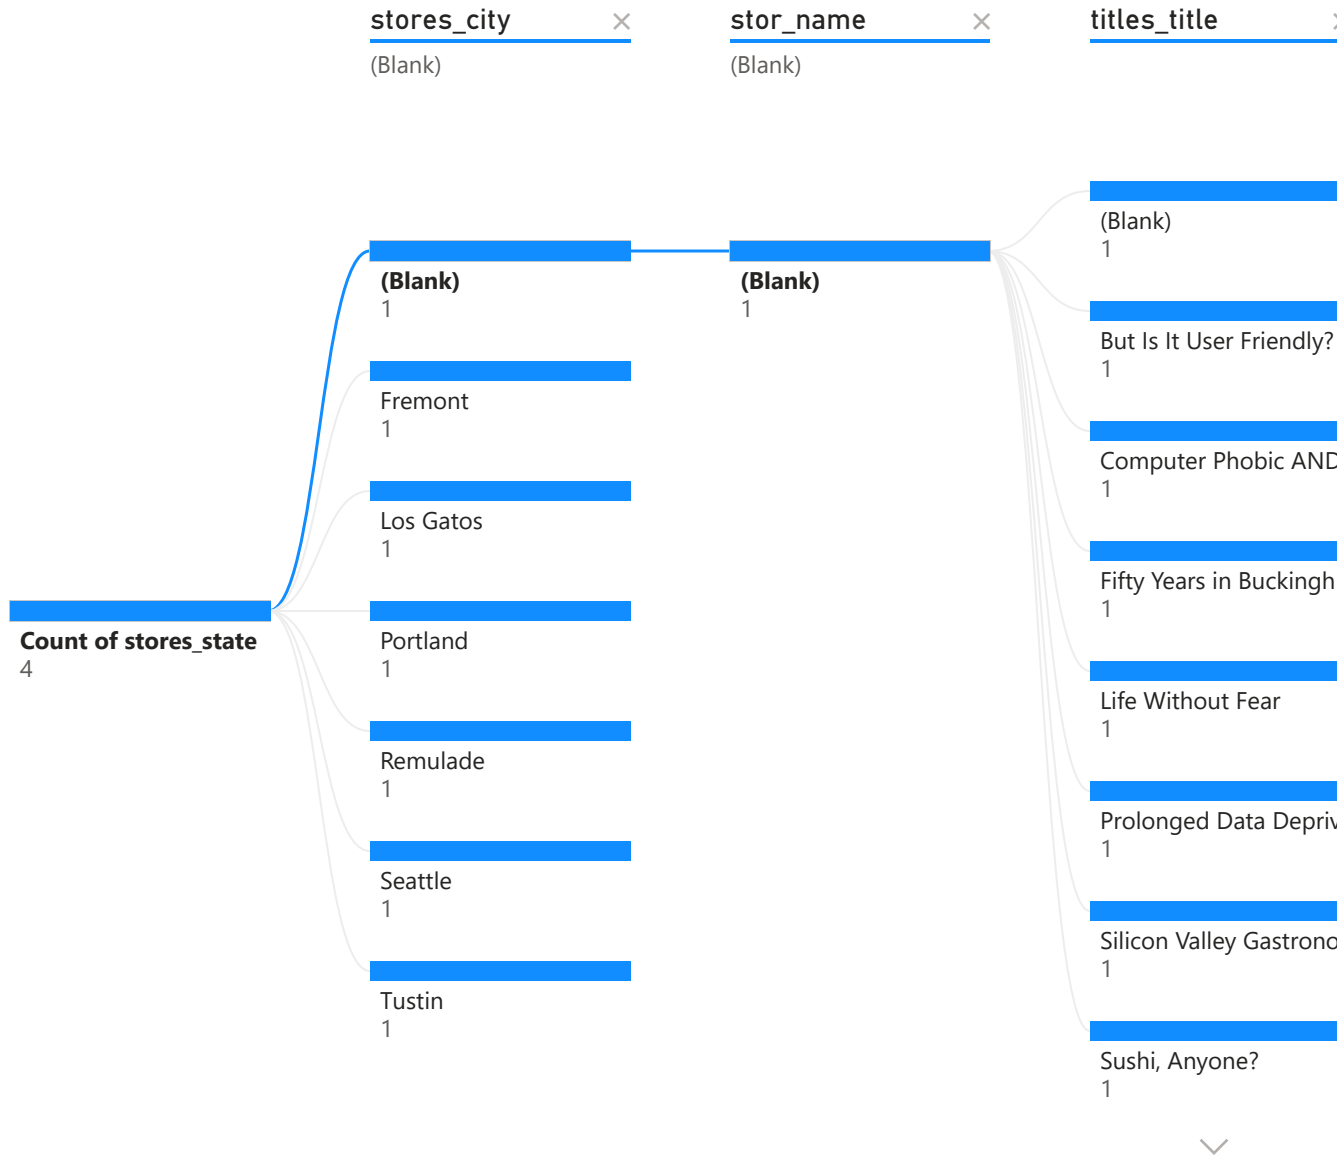 stores_city
stor_name
titles_title
(Blank)
(Blank)
(Blank)
1
(Blank)
1
(Blank)
1
But Is It User Friendly?
1
Fremont
1
Computer Phobic AND
1
Los Gatos
1
Fifty Years in Buckingh
1
Count of stores_state
4
Portland
1
Life Without Fear
1
Remulade
1
Prolonged Data Depriv
1
Seattle
1
Silicon Valley Gastrono
1
Tustin
1
Sushi, Anyone?
1